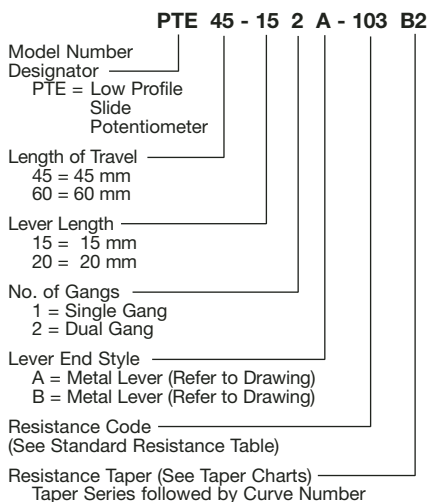 PTE 45 - 15 2 A - 103 B2
Model Number
Designator
PTE = Low Profile
Slide
Potentiometer
Length of Travel
45 = 45 mm
60 = 60 mm
Lever Length
15 = 15 mm
20 = 20 mm
No. of Gangs
1 = Single Gang
2 = Dual Gang
Lever End Style
A = Metal Lever (Refer to Drawing)
B = Metal Lever (Refer to Drawing)
Resistance Code
(See Standard Resistance Table)
Resistance Taper (See Taper Charts)
Taper Series followed by Curve Number